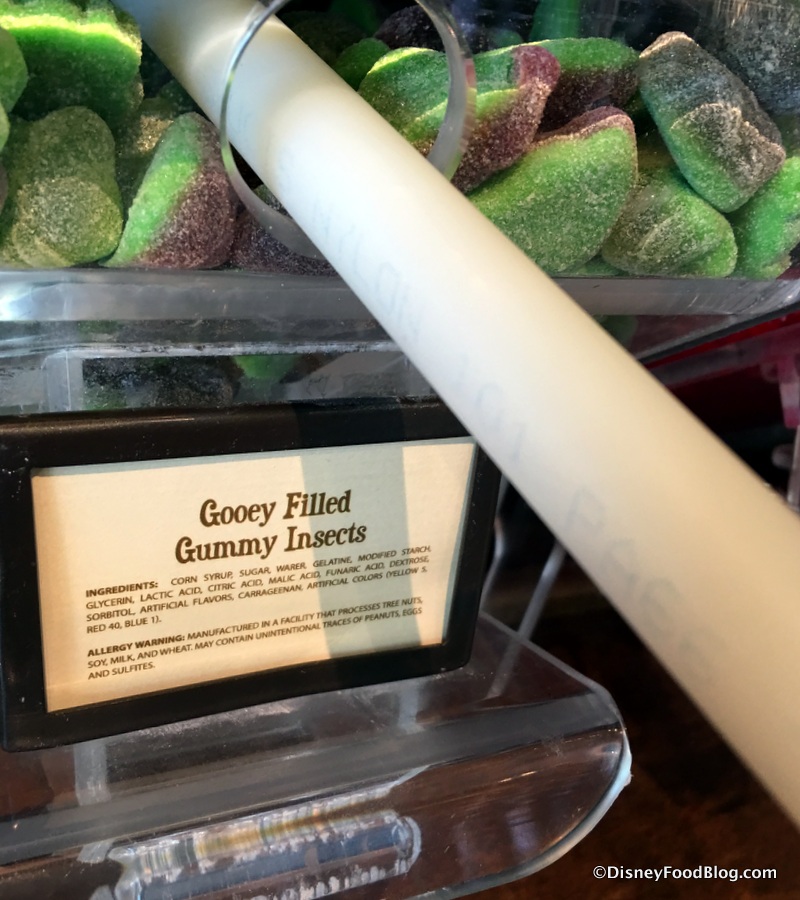 Gooey Filled
Gummy Insects
INGREDIENTS: CORN SYRUP, SUGAR, WARER, GELATINE, MODIFIED STARCH,
GLYCERIN, LACTIC ACID, CITRIC ACID, MALIC ACID, FUNARIC ACID, DEXTROSE,
SORBITOL, ARTIFICIAL FLAVORS, CARRAGEENAN, ARTIFICIAL COLORS (YELLOW 5,
RED 40, BLUE 1).
ALLERGY WARNING: MANUFACTURED IN A FACILITY THAT PROCESSES TREE NUTS,
SOY, MILK, AND WHEAT. MAY CONTAIN UNINTENTIONAL TRACES OF PEANUTS, EGGS
AND SULFITES.
©DisneyFoodBlog.com